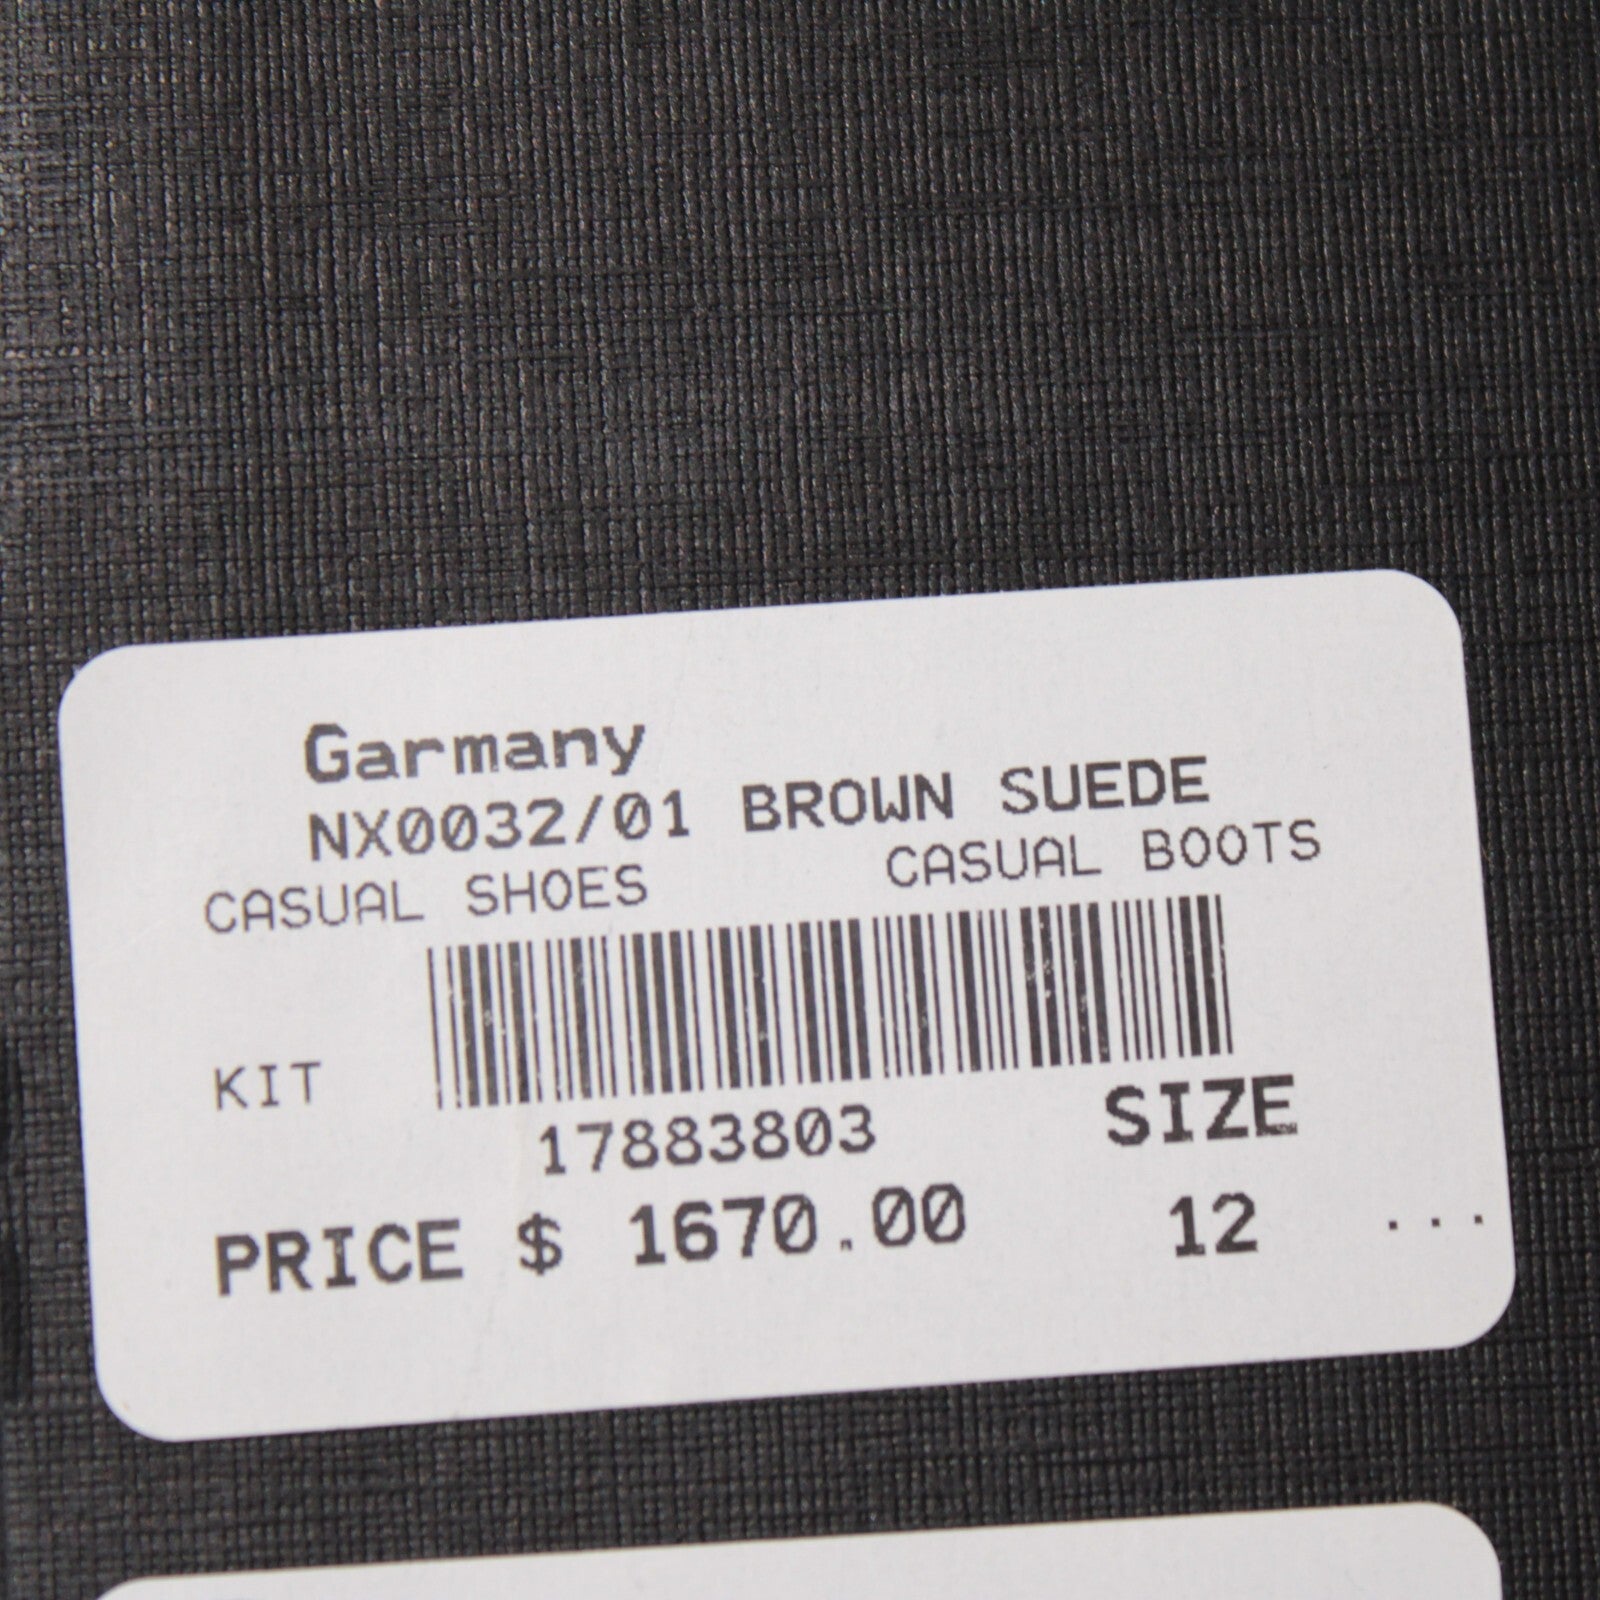 Garmany
NX0032/01 BROWN SUEDE
CASUAL SHOES CASUAL BOOTS
KIT
17883803 SIZE
PRICE $ 1670.00 12 ...